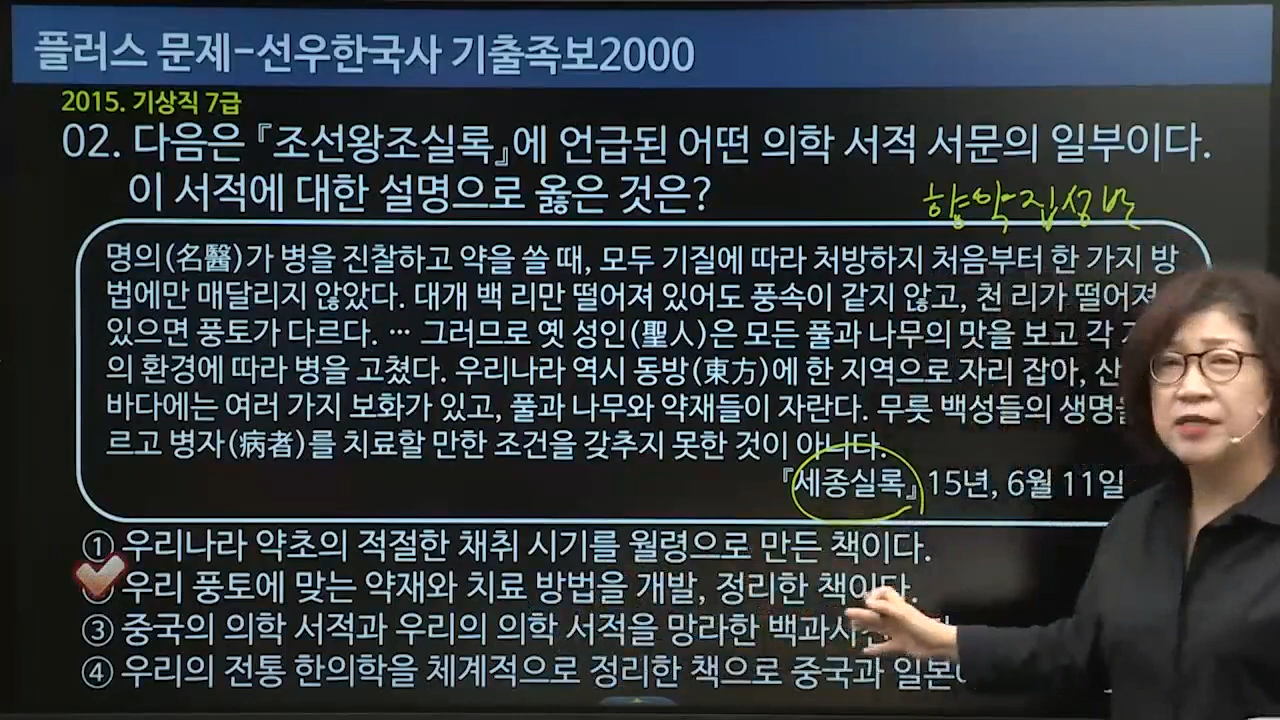 플러스 문제-선우한국사 기출족보2000
2015. 기상직 7급
02. 다음은 『조선왕조실록』에 언급된 어떤 의학 서적 서문의 일부이다.
이 서적에 대한 설명으로 옳은 것은?
향약집성방
명의(名醫)가 병을 진찰하고 약을 쓸 때, 모두 기질에 따라 처방하지 처음부터 한 가지 방
법에만 매달리지 않았다. 대개 백 리만 떨어져 있어도 풍속이 같지 않고, 천 리가 떨어져
있으면 풍토가 다르다. … 그러므로 옛 성인(聖人)은 모든 풀과 나무의 맛을 보고 각
의 환경에 따라 병을 고쳤다. 우리나라 역시 동방(東方)에 한 지역으로 자리 잡아,
바다에는 여러 가지 보화가 있고, 풀과 나무와 약재들이 자란다. 무릇 백성들의
르고 병자(病者)를 치료할 만한 조건을 갖추지 못한 것이 아니다.
『세종실록』 15년, 6월 11일
① 우리나라 약초의 적절한 채취 시기를 월령으로 만든 책이다.
우리 풍토에 맞는 약재와 치료 방법을 개발, 정리한 책이다.
③ 중국의 의학 서적과 우리의 의학 서적을 망라한
④ 우리의 전통 한의학을 체계적으로 정리한 책으로 중국과